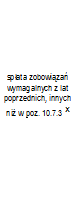 spłata zobowiązań
wymagalnych z lat
poprzednich, innych
niż w poz. 10.7.3 x